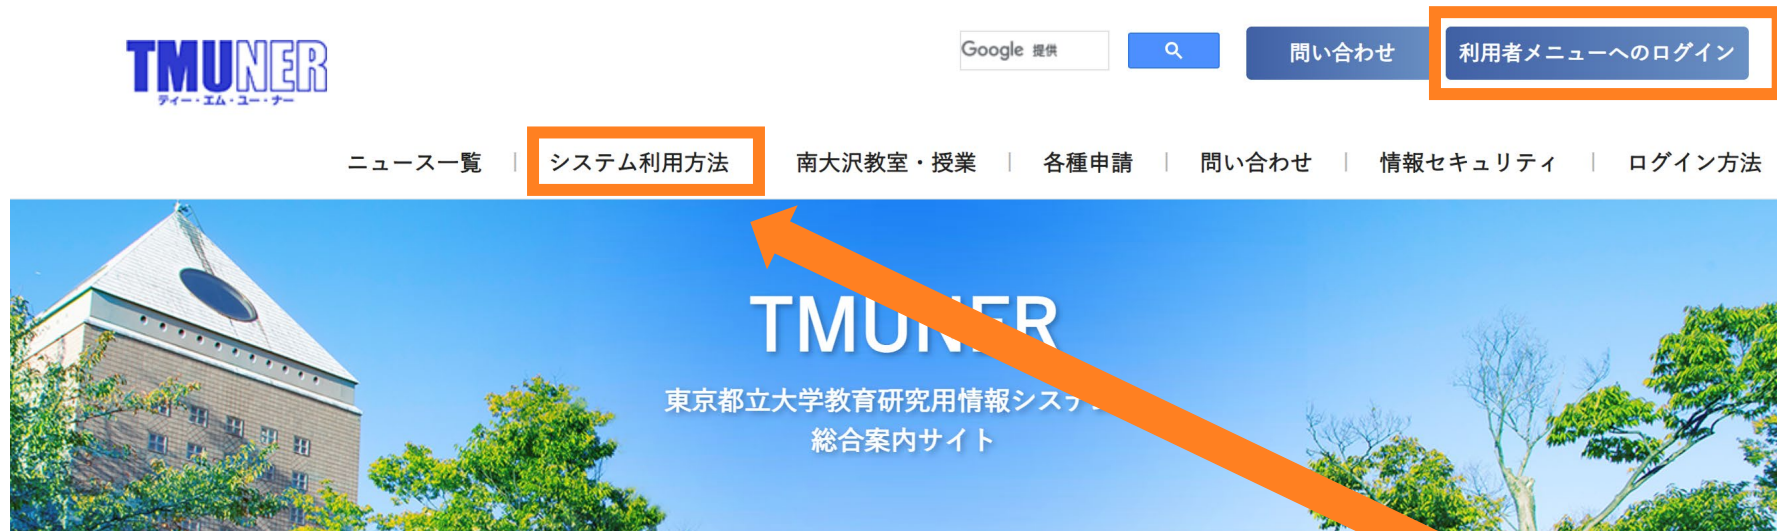 TMUNER
ティー・エム・ユー・ナー
Google 提供
問い合わせ
利用者メニューへのログイン
ニュース一覧 | システム利用方法 南大沢教室・授業 | 各種申請 | 問い合わせ | 情報セキュリティ | ログイン方法
TMUNER
東京都立大学教育研究用情報システ
総合案内サイト